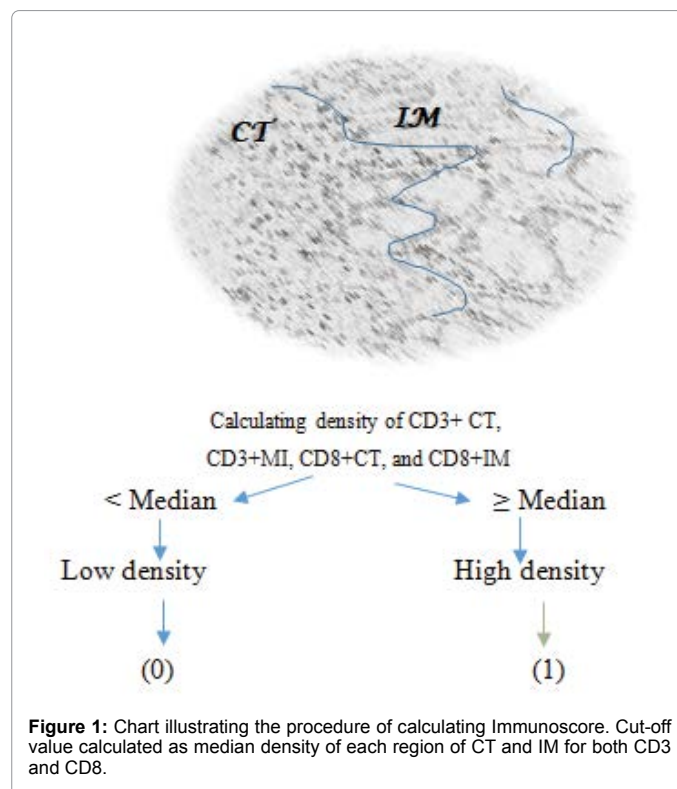 CT IM
Calculating density of CD3+ CT,
CD3+MI, CD8+CT, and CD8+IM
< Median ≥ Median
Low density High density
(0) (1)
Figure 1: Chart illustrating the procedure of calculating Immunoscore. Cut-off
value calculated as median density of each region of CT and IM for both CD3
and CD8.